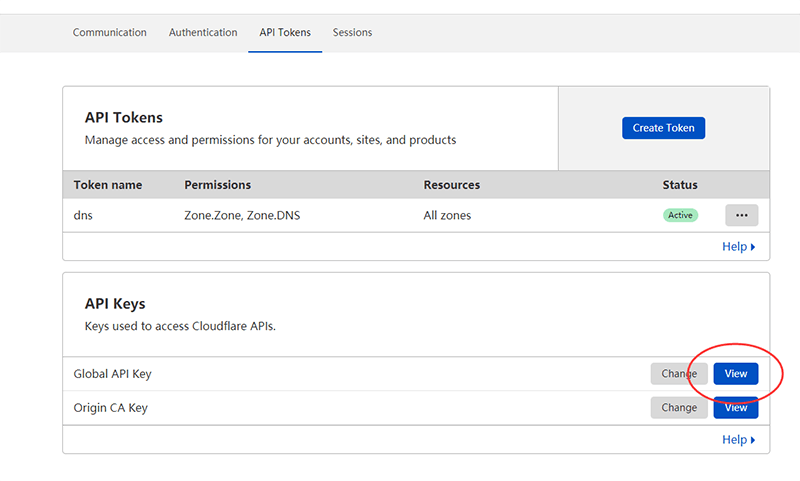 Communication Authentication API Tokens Sessions
API Tokens
Manage access and permissions for your accounts, sites, and products
Create Token
Token name Permissions Resources Status
dns Zone.Zone, Zone.DNS All zones Active ...
Help
API Keys
Keys used to access Cloudflare APIs.
Global API Key Change View
Origin CA Key Change View
Help